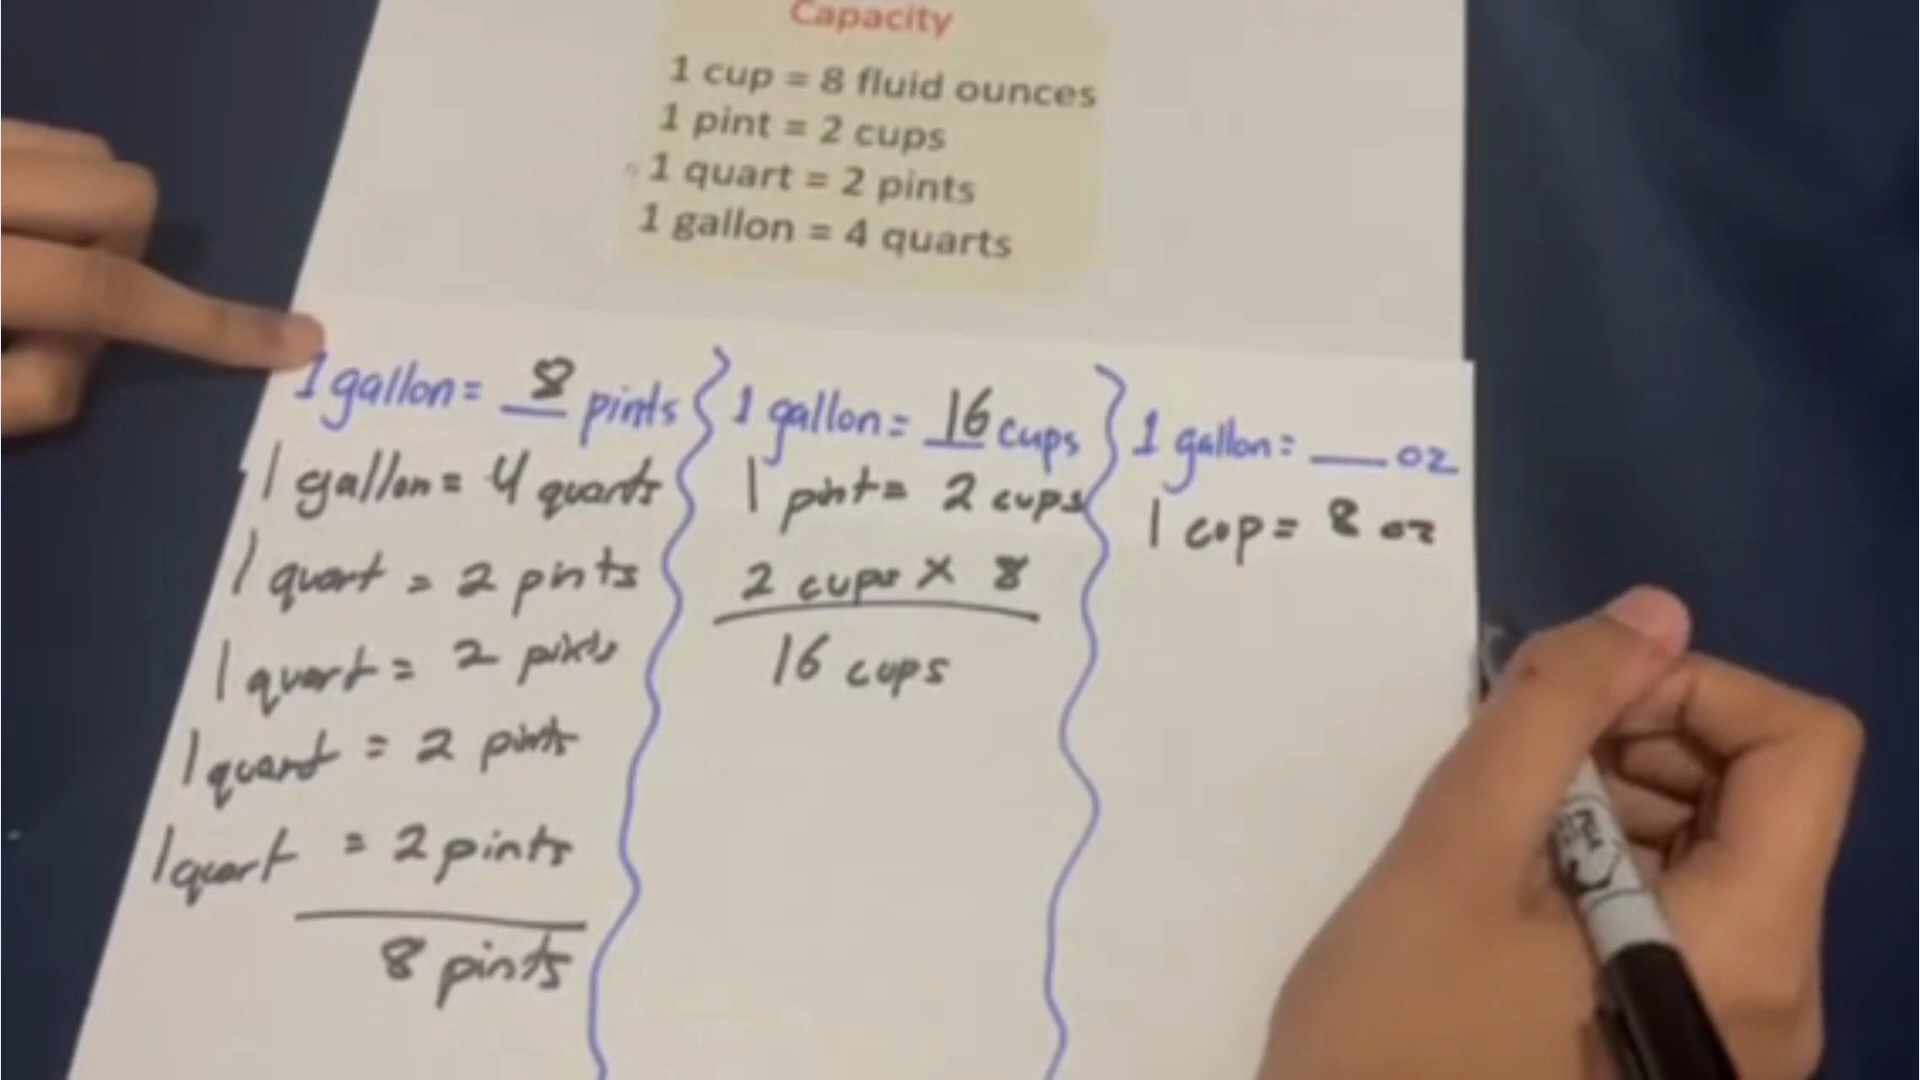 Capacity
1 cup = 8 fluid ounces
1 pint = 2 cups
1 quart = 2 pints
1 gallon = 4 quarts
1 gallon = 8 pints
1 gallon = 4 quarts
1 quart = 2 pints
1 quart = 2 pints
1 quart = 2 pints
1 quart = 2 pints
8 pints
1 gallon = 16 cups
1 pint = 2 cups
2 cups x 8
16 cups
1 gallon = ___ oz
1 cup = 8 oz